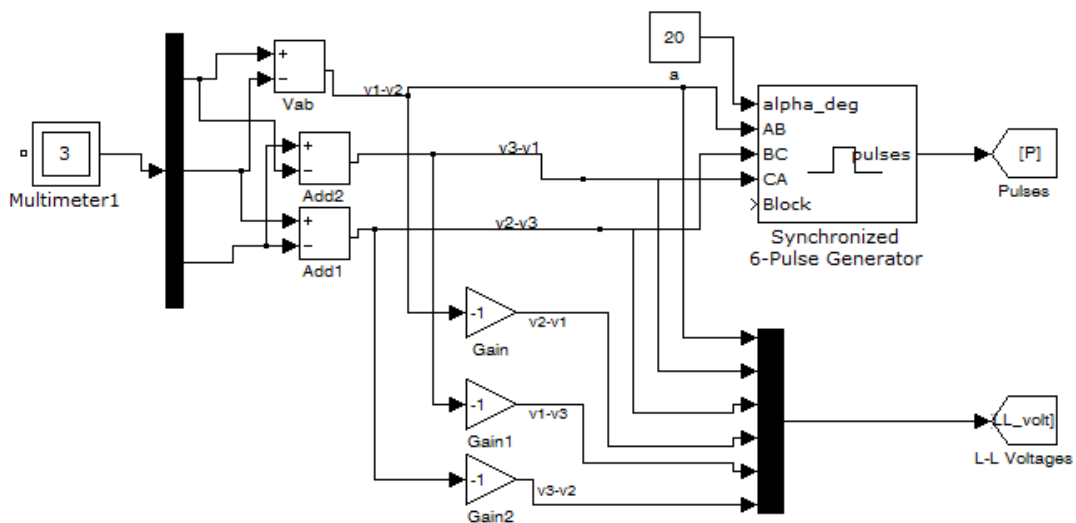 3
Multimeter1
+
−
Vab
v1-v2
+
−
Add2
v3-v1
+
−
Add1
v2-v3
20
a
alpha_deg
AB
BC
CA
Block
pulses
Synchronized
6-Pulse Generator
[P]
Pulses
-1
Gain
v2-v1
-1
Gain1
v1-v3
-1
Gain2
v3-v2
[LL_volt]
L-L Voltages